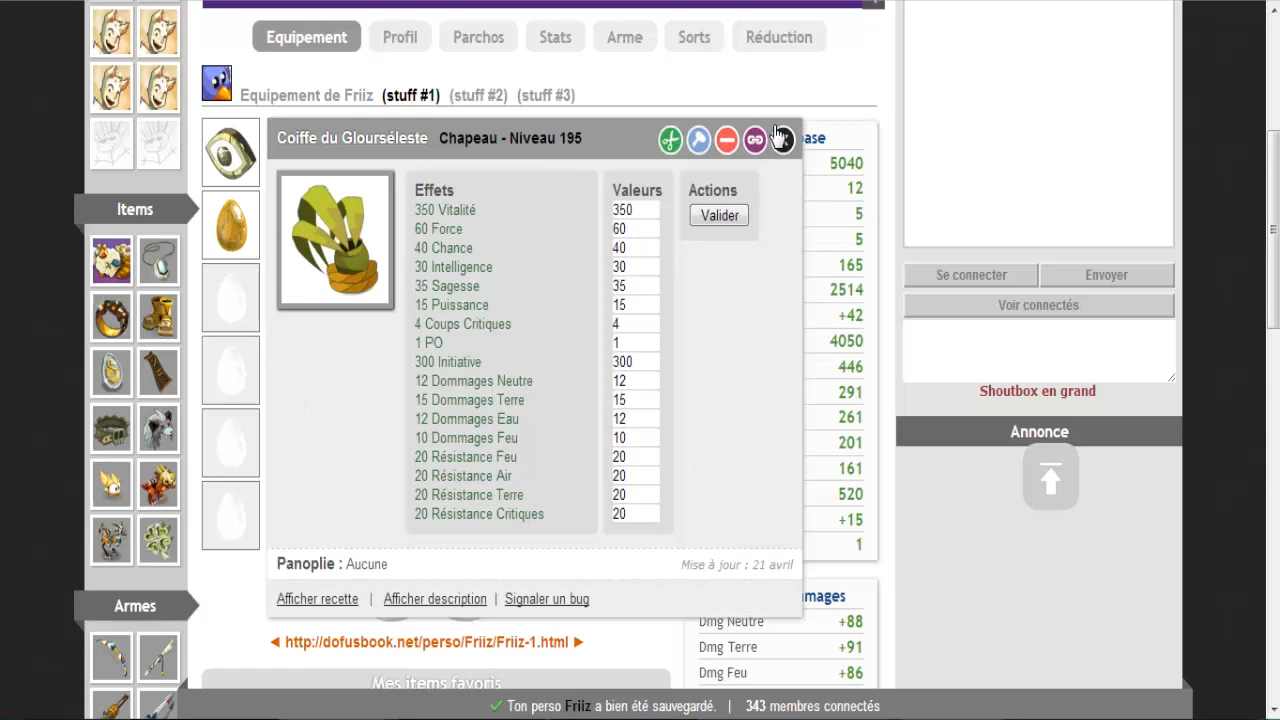 Equipement Profil Parchos Stats Arme Sorts Réduction
Equipement de Friiz (stuff #1) (stuff #2) (stuff #3)
Coiffe du Glourséleste Chapeau - Niveau 195
base
5040
12
5
5
165
2514
+42
4050
446
291
261
201
161
520
+15
1
Items
Armes
Effets Valeurs Actions
350 Vitalité 350 Valider
60 Force 60
40 Chance 40
30 Intelligence 30
35 Sagesse 35
15 Puissance 15
4 Coups Critiques 4
1 PO 1
300 Initiative 300
12 Dommages Neutre 12
15 Dommages Terre 15
12 Dommages Eau 12
10 Dommages Feu 10
20 Résistance Feu 20
20 Résistance Air 20
20 Résistance Terre 20
20 Résistance Critiques 20
Panoplie : Aucune Mise à jour : 21 avril
Afficher recette | Afficher description | Signaler un bug
◄ http://dofusbook.net/perso/Friiz/Friiz-1.html ►
Mes items favoris
mmages
Dmg Neutre +88
Dmg Terre +91
Dmg Feu +86
Se connecter Envoyer
Voir connectés
Shoutbox en grand
Annonce
✓ Ton perso Friiz a bien été sauvegardé. | 343 membres connectés